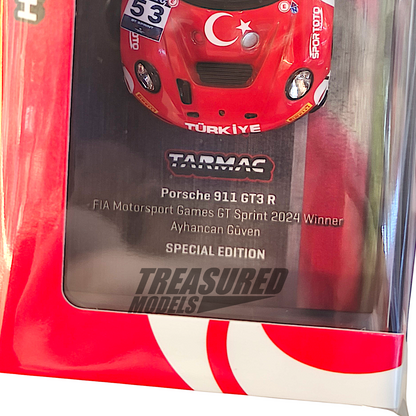 H
53
SPORTOTO
TÜRKİYE
TARMAC
Porsche 911 GT3 R
FIA Motorsport Games GT Sprint 2024 Winner
Ayhancan Güven
SPECIAL EDITION
TREASURED
MODELS